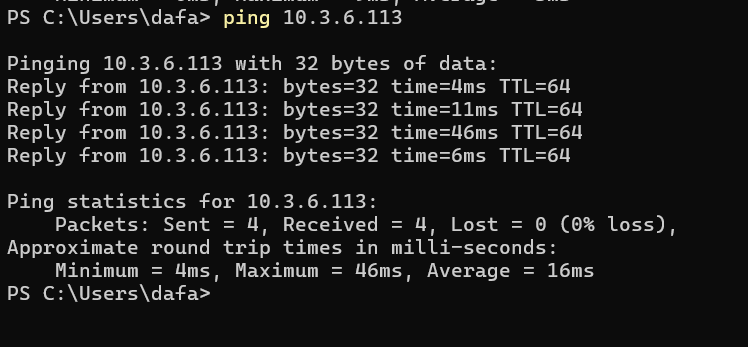 PS C:\Users\dafa> ping 10.3.6.113
Pinging 10.3.6.113 with 32 bytes of data:
Reply from 10.3.6.113: bytes=32 time=4ms TTL=64
Reply from 10.3.6.113: bytes=32 time=11ms TTL=64
Reply from 10.3.6.113: bytes=32 time=46ms TTL=64
Reply from 10.3.6.113: bytes=32 time=6ms TTL=64
Ping statistics for 10.3.6.113:
    Packets: Sent = 4, Received = 4, Lost = 0 (0% loss),
Approximate round trip times in milli-seconds:
    Minimum = 4ms, Maximum = 46ms, Average = 16ms
PS C:\Users\dafa>